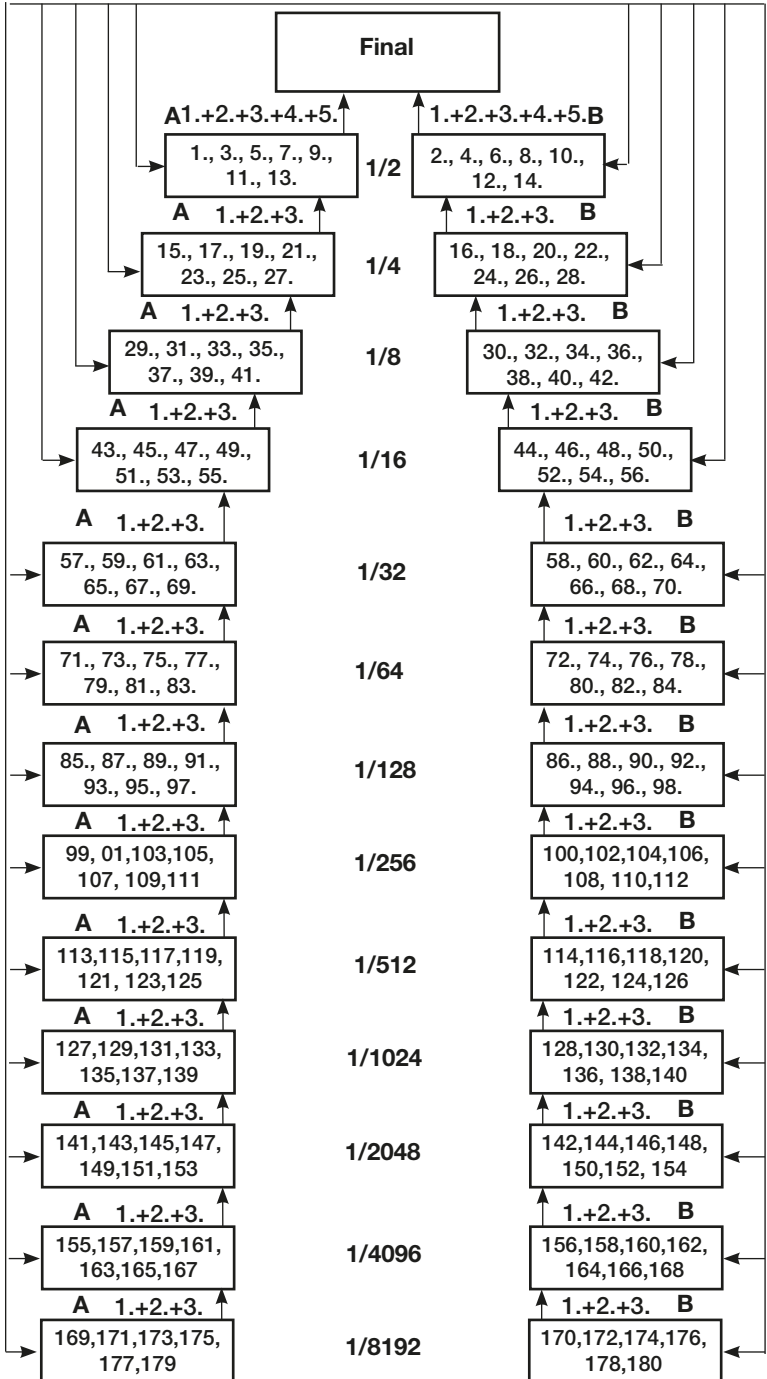 Final
A1.+2.+3.+4.+5. 1.+2.+3.+4.+5.B
1., 3., 5., 7., 9., 1/2 2., 4., 6., 8., 10.,
11., 13. 12., 14.
A 1.+2.+3. 1.+2.+3. B
15., 17., 19., 21., 1/4 16., 18., 20., 22.,
23., 25., 27. 24., 26., 28.
A 1.+2.+3. 1.+2.+3. B
29., 31., 33., 35., 1/8 30., 32., 34., 36.,
37., 39., 41. 38., 40., 42.
A 1.+2.+3. 1.+2.+3. B
43., 45., 47., 49., 1/16 44., 46., 48., 50.,
51., 53., 55. 52., 54., 56.
A 1.+2.+3. 1.+2.+3. B
57., 59., 61., 63., 1/32 58., 60., 62., 64.,
65., 67., 69. 66., 68., 70.
A 1.+2.+3. 1.+2.+3. B
71., 73., 75., 77., 1/64 72., 74., 76., 78.,
79., 81., 83. 80., 82., 84.
A 1.+2.+3. 1.+2.+3. B
85., 87., 89., 91., 1/128 86., 88., 90., 92.,
93., 95., 97. 94., 96., 98.
A 1.+2.+3. 1.+2.+3. B
99, 01,103,105, 1/256 100,102,104,106,
107, 109,111 108, 110,112
A 1.+2.+3. 1.+2.+3. B
113,115,117,119, 1/512 114,116,118,120,
121, 123,125 122, 124,126
A 1.+2.+3. 1.+2.+3. B
127,129,131,133, 1/1024 128,130,132,134,
135,137,139 136, 138,140
A 1.+2.+3. 1.+2.+3. B
141,143,145,147, 1/2048 142,144,146,148,
149,151,153 150,152, 154
A 1.+2.+3. 1.+2.+3. B
155,157,159,161, 1/4096 156,158,160,162,
163,165,167 164,166,168
A 1.+2.+3. 1.+2.+3. B
169,171,173,175, 1/8192 170,172,174,176,
177,179 178,180